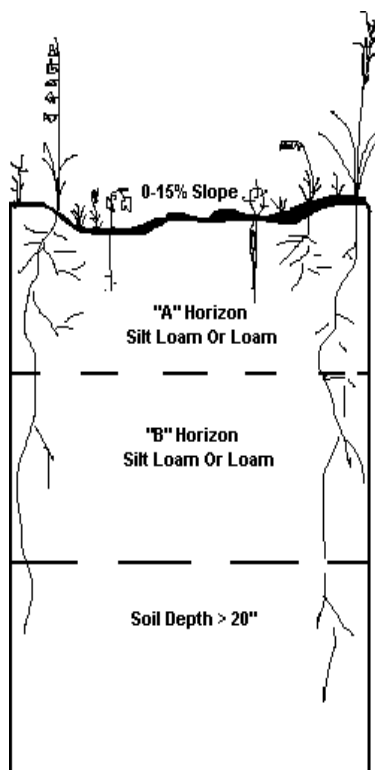 0-15% Slope
"A" Horizon
Silt Loam Or Loam
"B" Horizon
Silt Loam Or Loam
Soil Depth > 20"